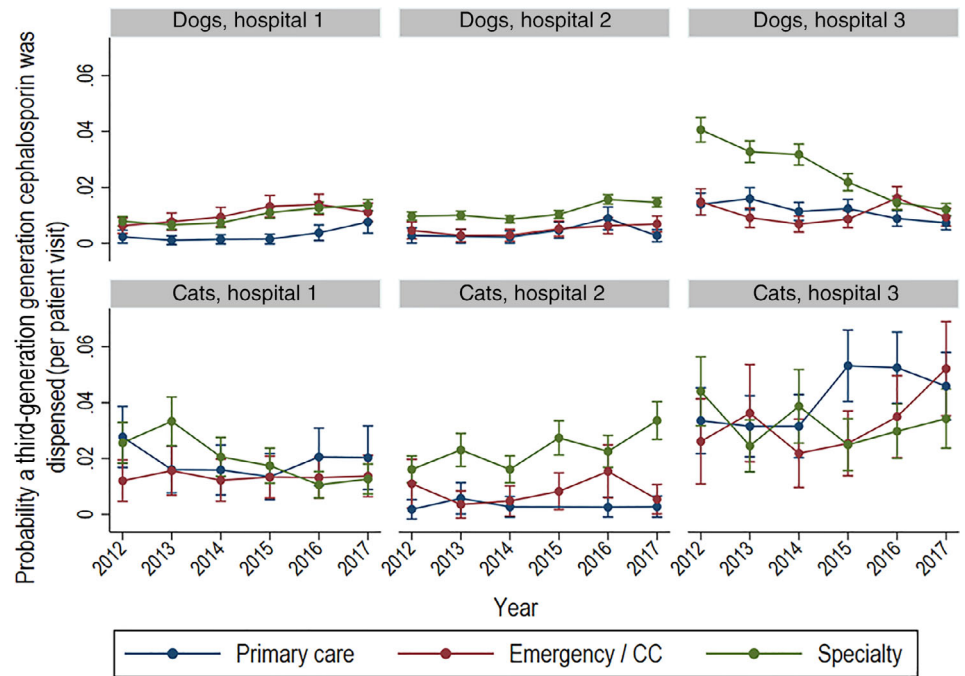 Dogs, hospital 1
Dogs, hospital 2
Dogs, hospital 3
Probability a third-generation generation cephalosporin was
dispensed (per patient visit)
.06
.04
.02
0
Cats, hospital 1
Cats, hospital 2
Cats, hospital 3
.06
.04
.02
0
2012 2013 2014 2015 2016 2017
2012 2013 2014 2015 2016 2017
2012 2013 2014 2015 2016 2017
Year
Primary care
Emergency / CC
Specialty